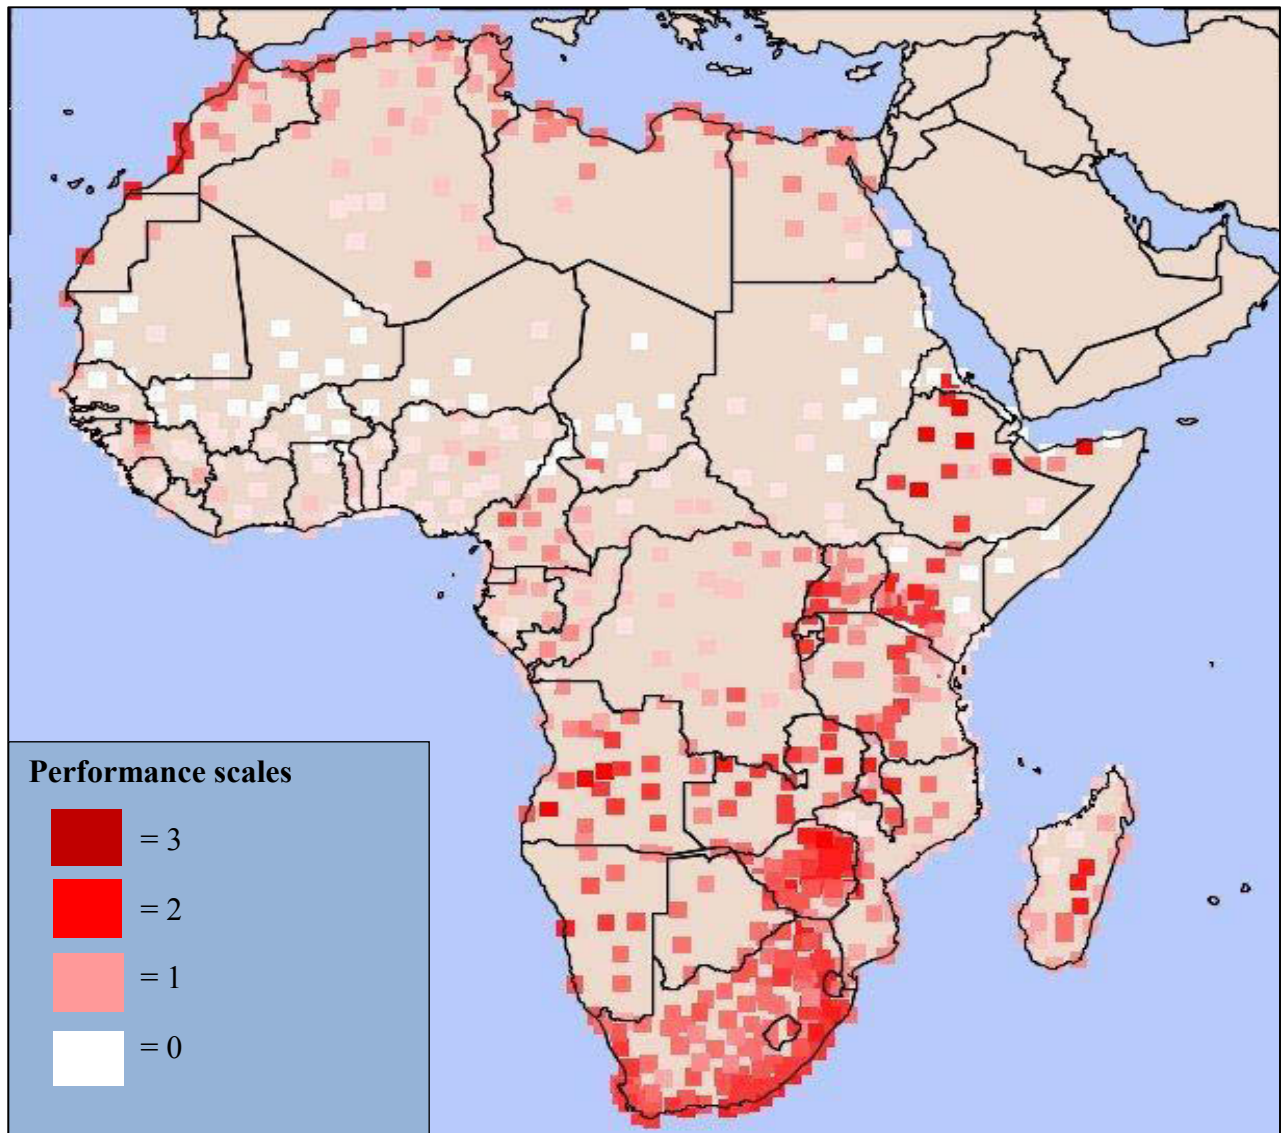 Performance scales
= 3
= 2
= 1
= 0